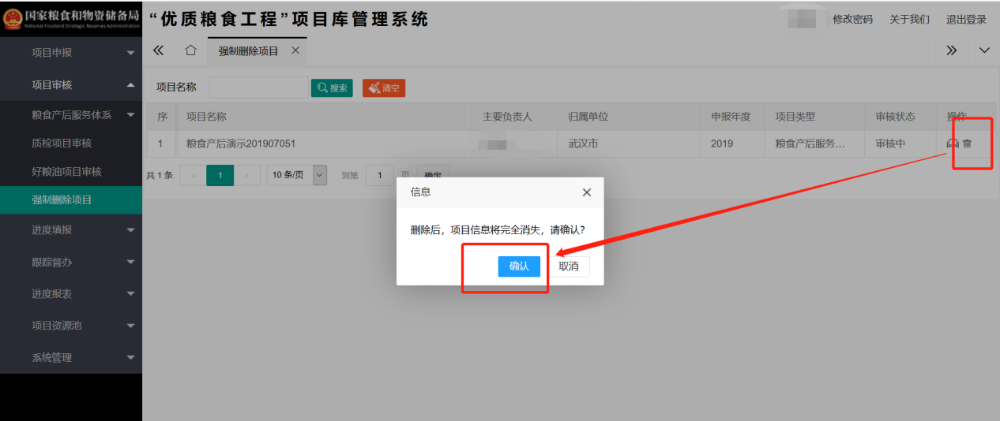 国家粮食和物资储备局
National Foodand Strategic Reserves Administration
“优质粮食工程”项目库管理系统
修改密码 关于我们 退出登录
项目申报
项目审核
粮食产后服务体系
质检项目审核
好粮油项目审核
强制删除项目
进度填报
跟踪督办
进度报表
项目资源池
系统管理
强制删除项目
项目名称 搜索 清空
序 项目名称 主要负责人 归属单位 申报年度 项目类型 审核状态 操作
1 粮食产后演示201907051 武汉市 2019 粮食产后服务... 审核中
共 1 条 < 1 > 10 条/页 到第 1 页 确定
信息
删除后，项目信息将完全消失，请确认?
确认 取消